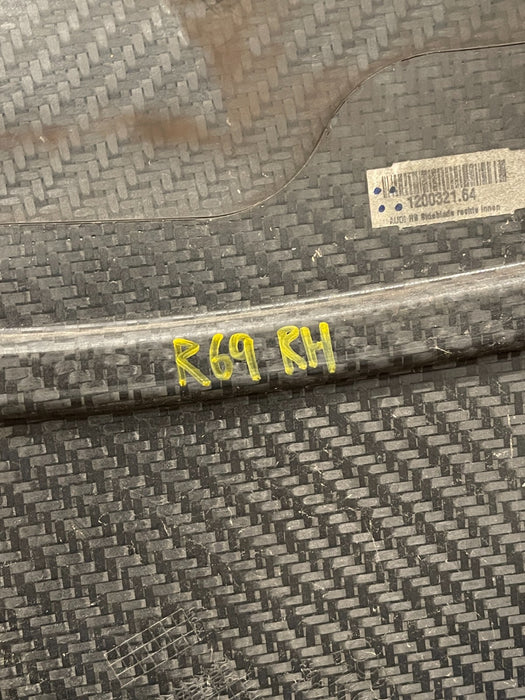 1200321.64
AUDI R8 Sideblade rechts innen
R69 RH